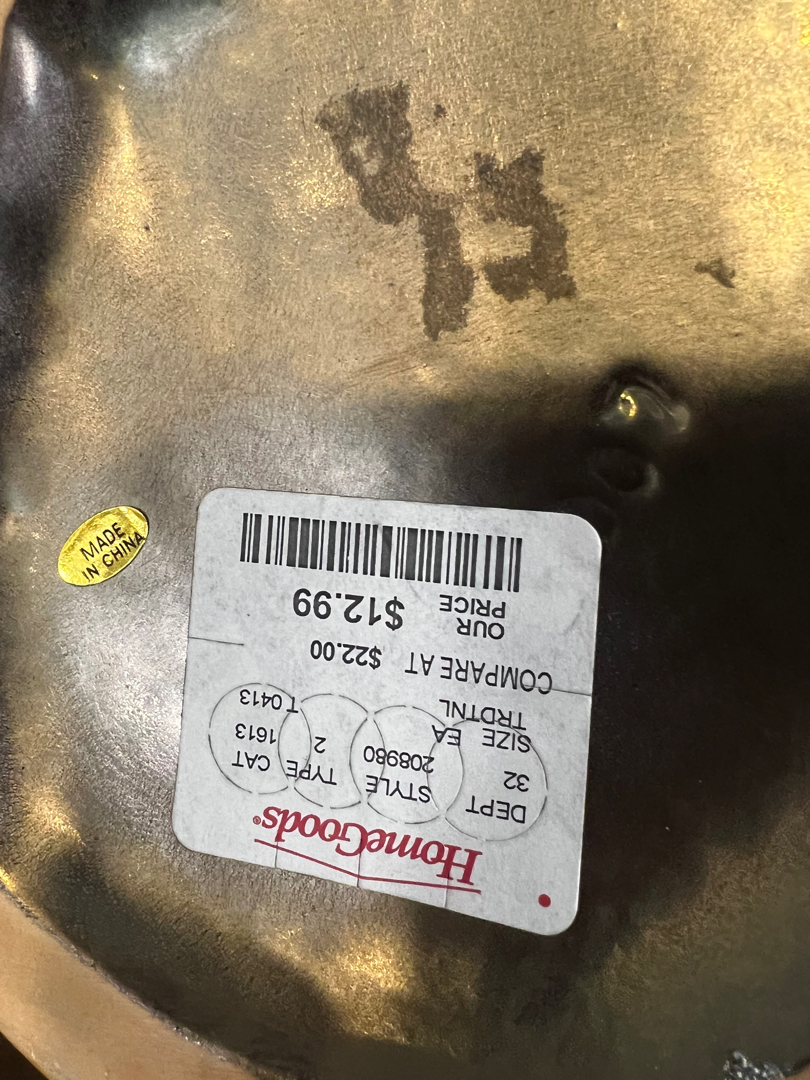 HomeGoods®
DEPT STYLE TYPE CAT
32 208980 2 1613
SIZE EA T0413
TRDTNL
COMPARE AT $22.00
OUR PRICE $12.99
MADE
IN CHINA